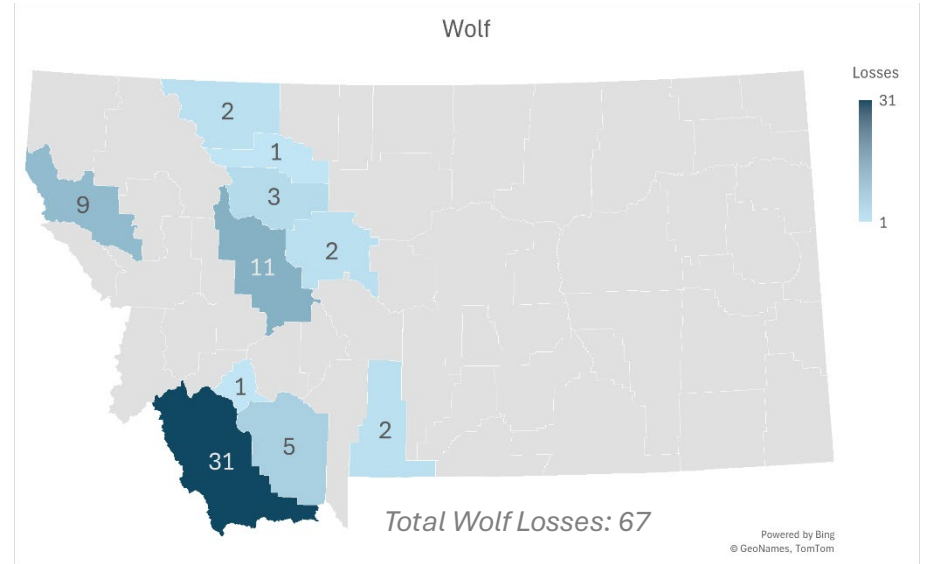 Wolf
Losses
31
1
2
1
3
9
2
11
1
5
2
31
Total Wolf Losses: 67
Powered by Bing
© GeoNames, TomTom